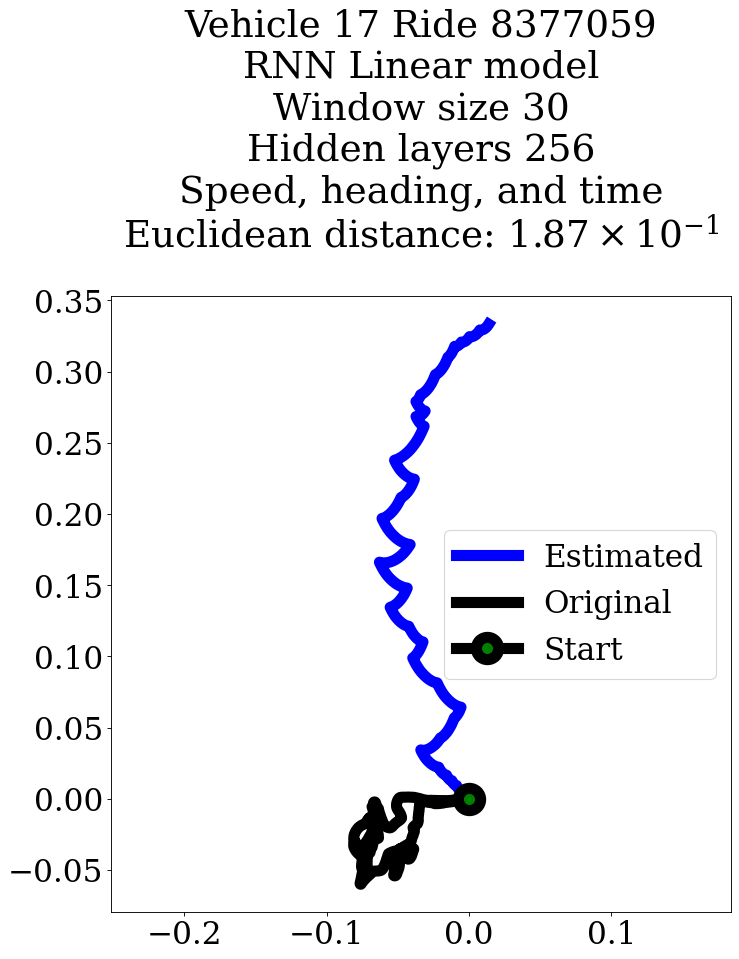 Vehicle 17 Ride 8377059
RNN Linear model
Window size 30
Hidden layers 256
Speed, heading, and time
Euclidean distance: 1.87 × 10⁻¹
0.35
0.30
0.25
0.20
0.15
0.10
0.05
0.00
−0.05
Estimated
Original
Start
−0.2
−0.1
0.0
0.1